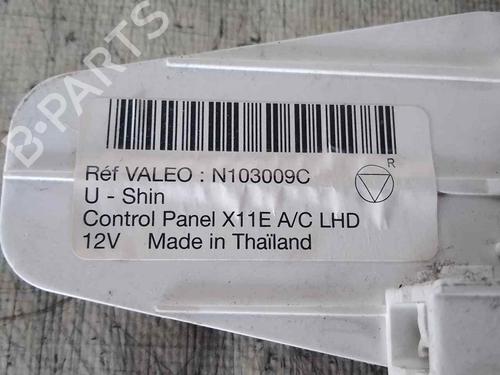 B-PARTS
R
Réf VALEO : N103009C
U - Shin
Control Panel X11E A/C LHD
12V Made in Thaïland